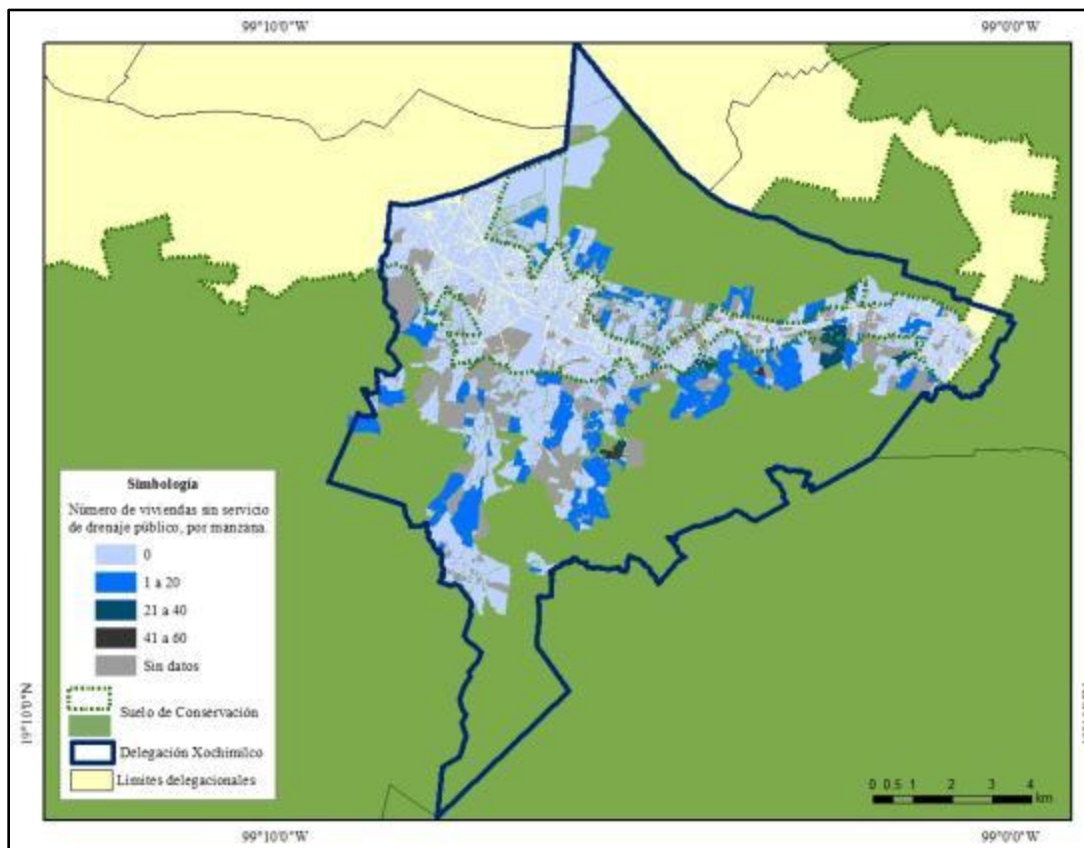 99°10'0"W 99°0'0"W
Simbología
Número de viviendas sin servicio
de drenaje público, por manzana.
0
1 a 20
21 a 40
41 a 60
Sin datos
Suelo de Conservación
Delegación Xochimilco
Límites delegacionales
19°10'0"N
0 0.5 1 2 3 4
km
99°10'0"W 99°0'0"W